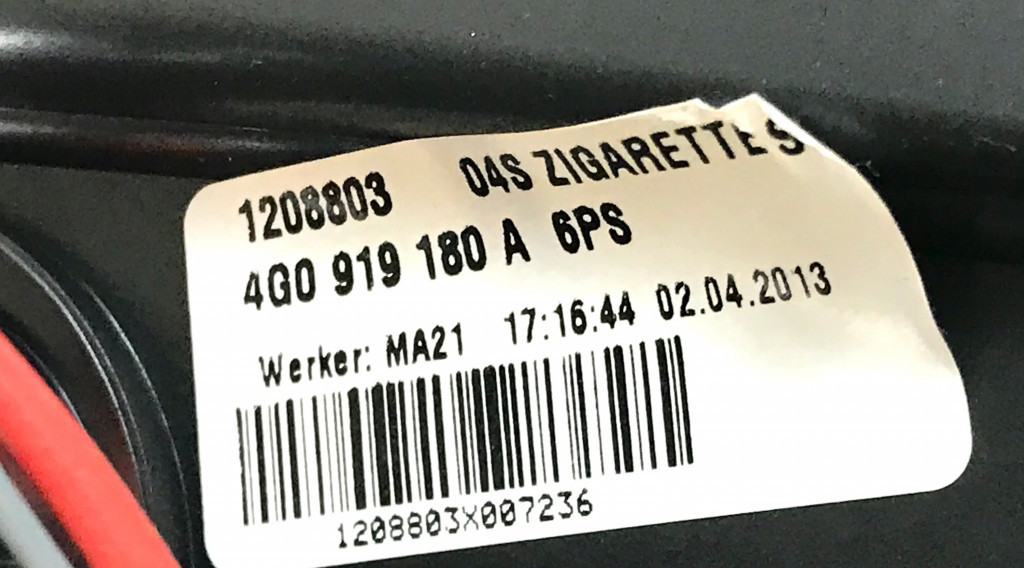 1208803 04S ZIGARETTE S
4G0 919 180 A 6PS
Werker: MA21 17:16:44 02.04.2013
1208803X007236